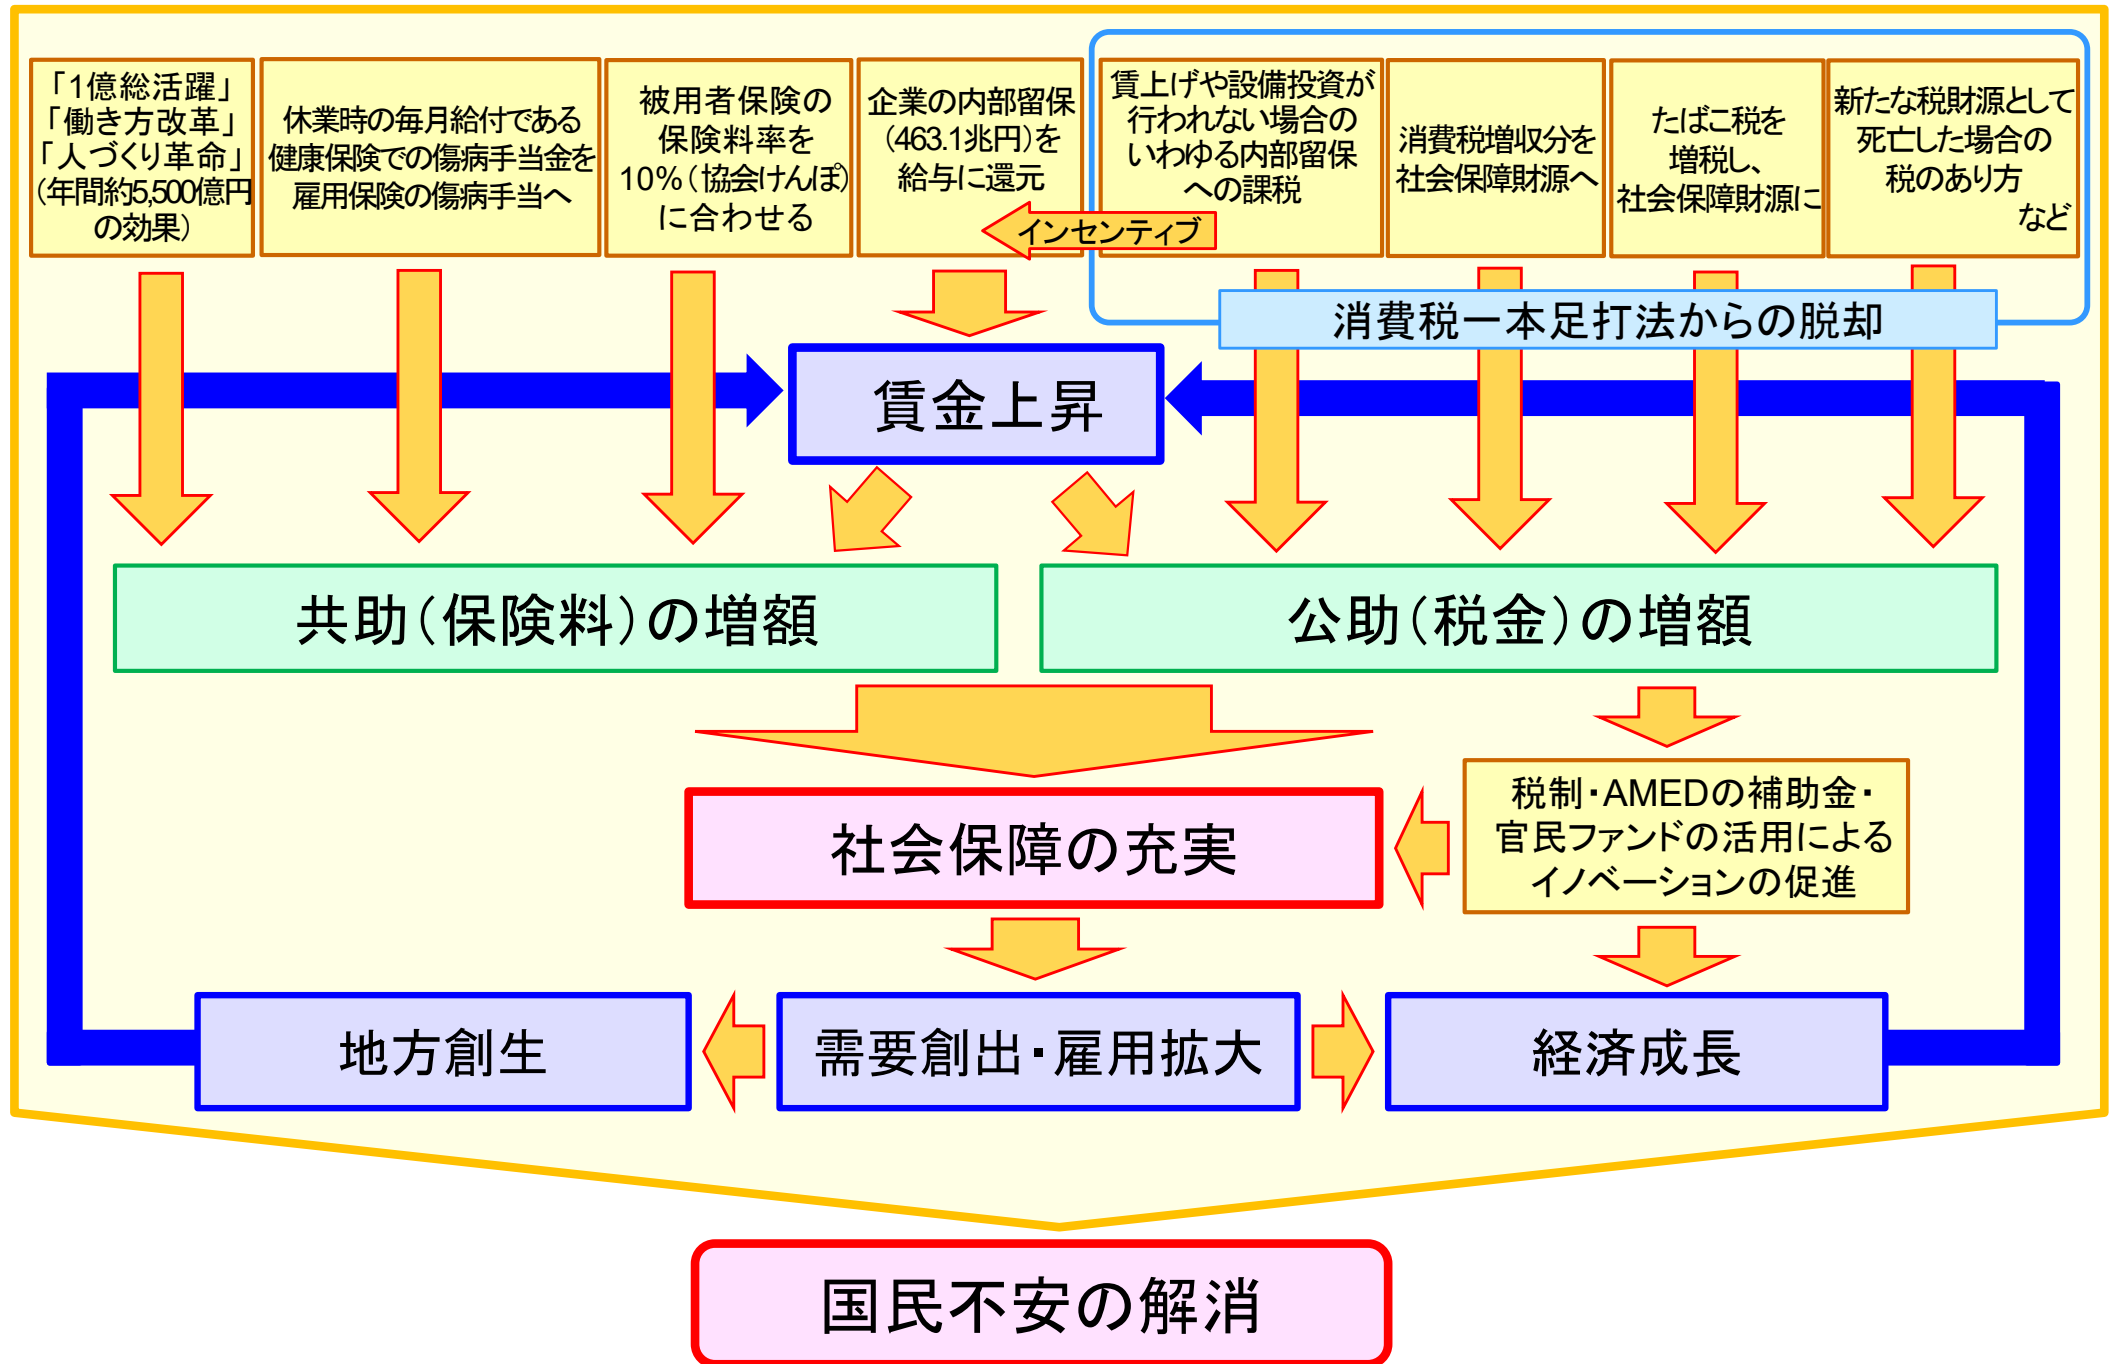 「1億総活躍」
「働き方改革」
「人づくり革命」
(年間約5,500億円
の効果)
休業時の毎月給付である
健康保険での傷病手当金を
雇用保険の傷病手当へ
被用者保険の
保険料率を
10%(協会けんぽ)
に合わせる
企業の内部留保
(463.1兆円)を
給与に還元
賃上げや設備投資が
行われない場合の
いわゆる内部留保
への課税
消費税増収分を
社会保障財源へ
たばこ税を
増税し、
社会保障財源に
新たな税財源として
死亡した場合の
税のあり方
など
インセンティブ
消費税一本足打法からの脱却
賃金上昇
共助(保険料)の増額
公助(税金)の増額
社会保障の充実
税制・AMEDの補助金・
官民ファンドの活用による
イノベーションの促進
地方創生
需要創出・雇用拡大
経済成長
国民不安の解消